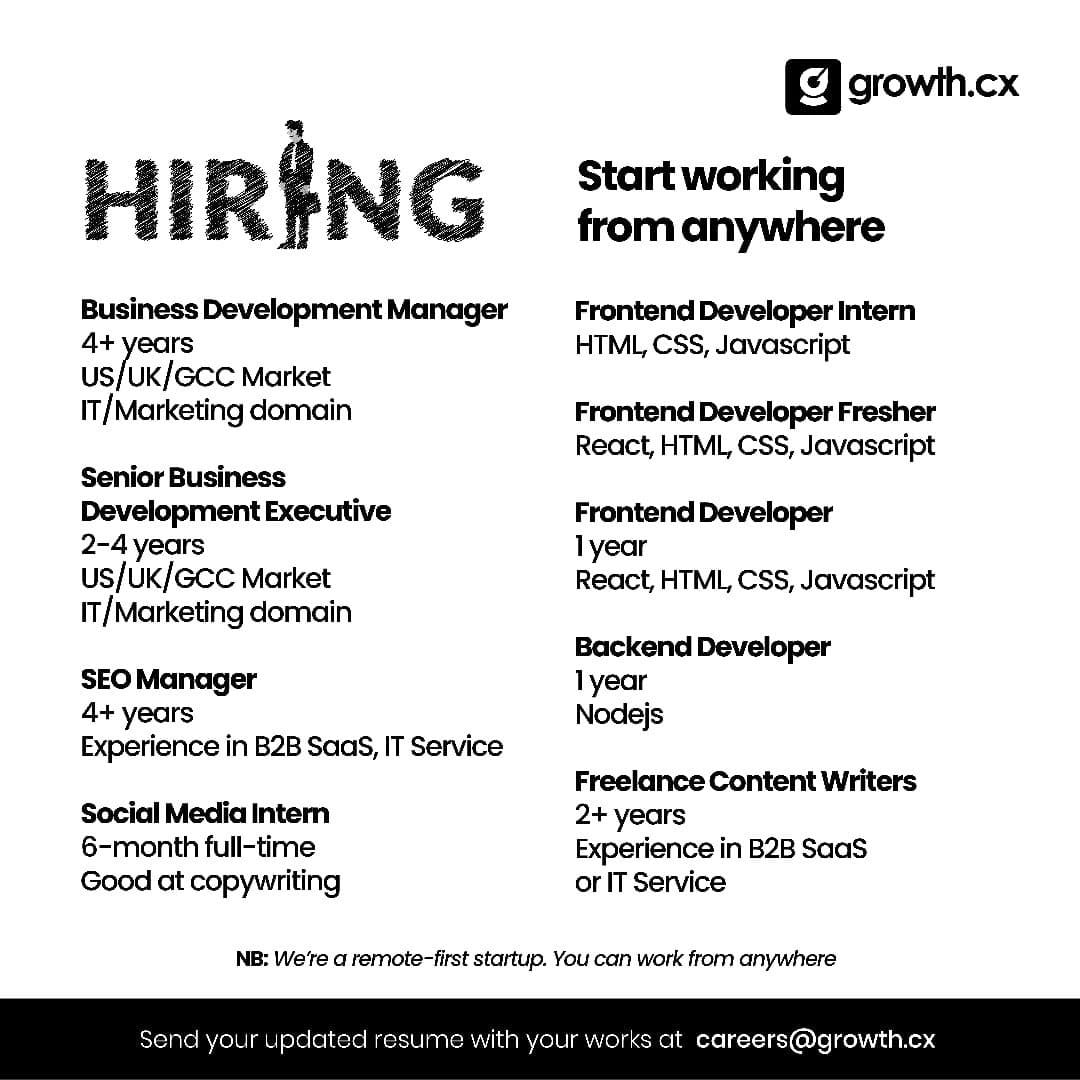 growth.cx
HIRING
Start working
from anywhere
Business Development Manager
4+ years
US/UK/GCC Market
IT/Marketing domain
Senior Business
Development Executive
2-4 years
US/UK/GCC Market
IT/Marketing domain
SEO Manager
4+ years
Experience in B2B SaaS, IT Service
Social Media Intern
6-month full-time
Good at copywriting
Frontend Developer Intern
HTML, CSS, Javascript
Frontend Developer Fresher
React, HTML, CSS, Javascript
Frontend Developer
1 year
React, HTML, CSS, Javascript
Backend Developer
1 year
Nodejs
Freelance Content Writers
2+ years
Experience in B2B SaaS
or IT Service
NB: We're a remote-first startup. You can work from anywhere
Send your updated resume with your works at careers@growth.cx